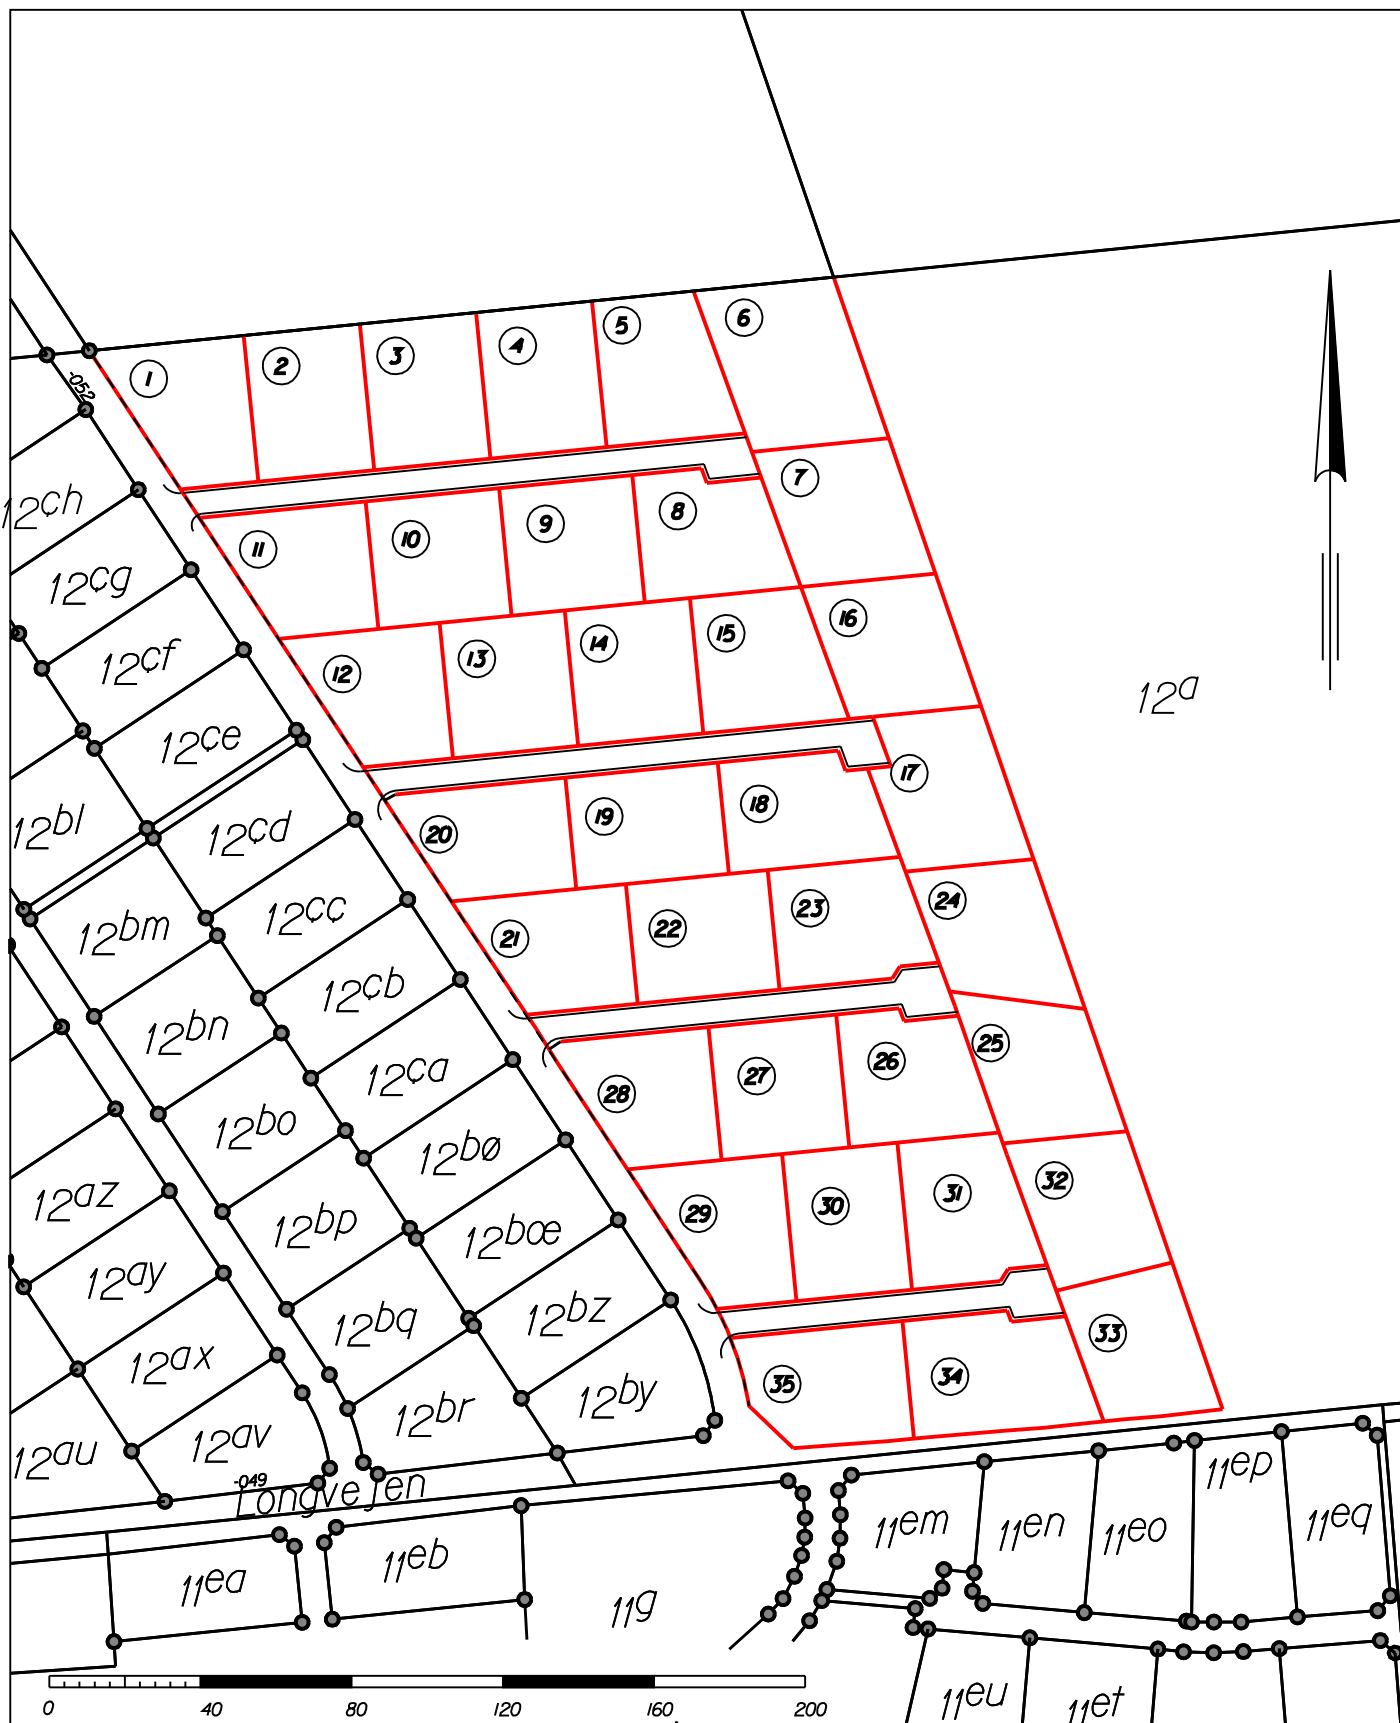 6
5
4
3
2
1
-052
7
12ch
8
9
10
11
12cg
16
15
14
13
12
12cf
12a
12ce
17
18
19
20
12bl
12cd
24
23
22
21
12cc
12bm
12cb
12bn
25
26
27
28
12ca
12bo
12bø
32
31
30
29
12az
12bp
12bœ
12ay
12bz
12bq
33
34
35
12ax
12by
12br
12av
12au
-049
Longvejen
11ep
11em
11en
11eo
11eq
11eb
11ea
11g
11eu
11et
0 40 80 120 160 200